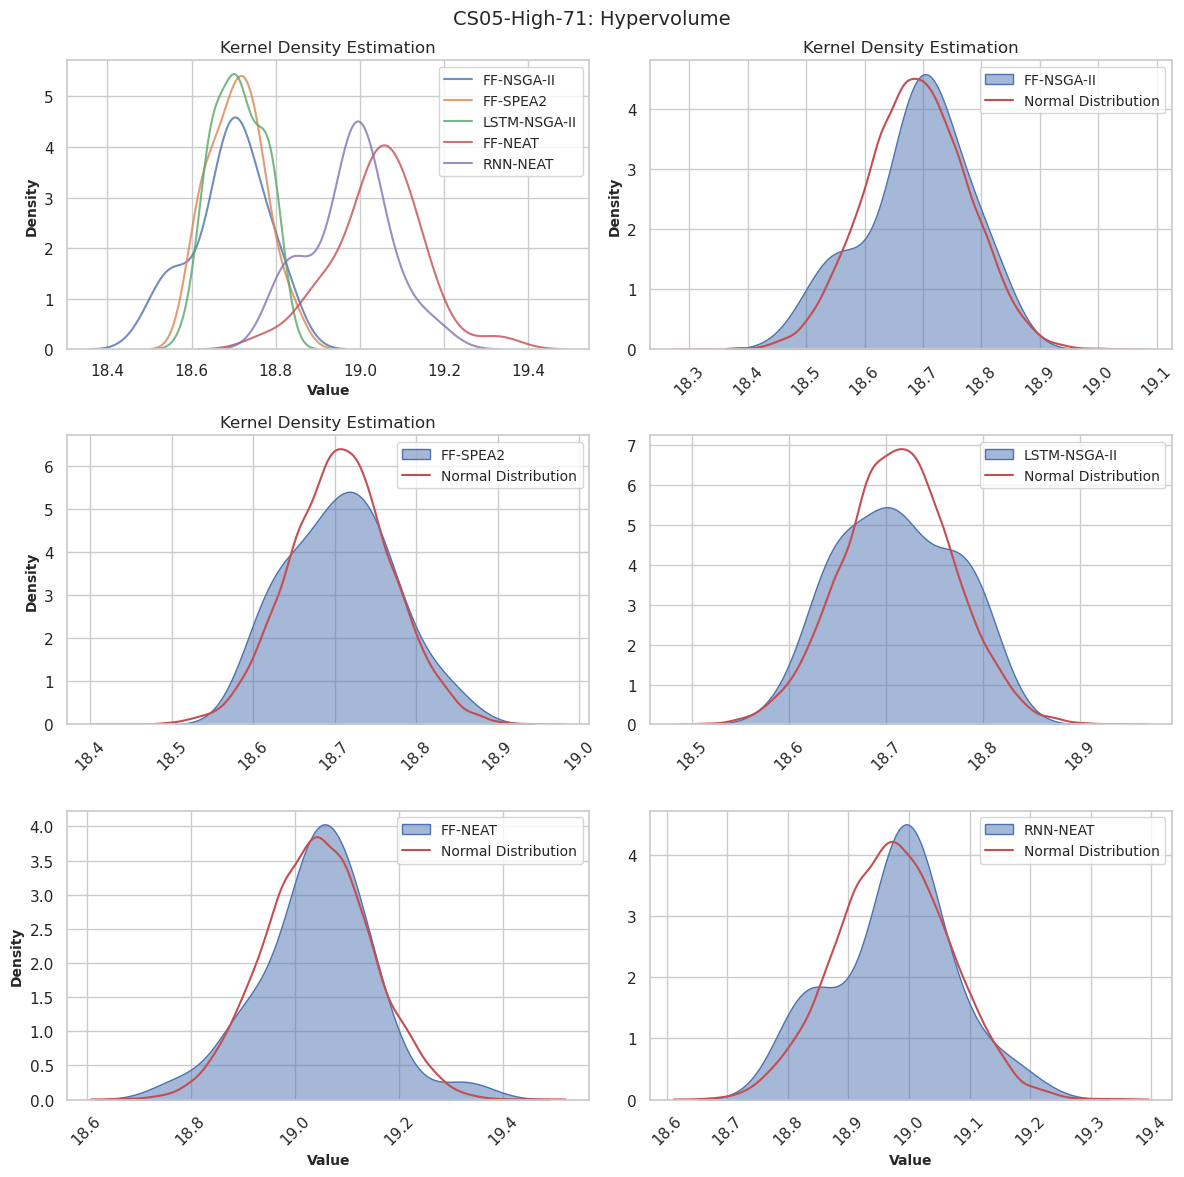 CS05-High-71: Hypervolume
Kernel Density Estimation
FF-NSGA-II
FF-SPEA2
LSTM-NSGA-II
FF-NEAT
RNN-NEAT
Density
5
4
3
2
1
0
18.4 18.6 18.8 19.0 19.2 19.4
Value
Kernel Density Estimation
FF-NSGA-II
Normal Distribution
Density
4
3
2
1
0
18.3 18.4 18.5 18.6 18.7 18.8 18.9 19.0 19.1
Kernel Density Estimation
FF-SPEA2
Normal Distribution
Density
6
5
4
3
2
1
0
18.4 18.5 18.6 18.7 18.8 18.9 19.0
LSTM-NSGA-II
Normal Distribution
7
6
5
4
3
2
1
0
18.5 18.6 18.7 18.8 18.9
FF-NEAT
Normal Distribution
Density
4.0
3.5
3.0
2.5
2.0
1.5
1.0
0.5
0.0
18.6 18.8 19.0 19.2 19.4
Value
RNN-NEAT
Normal Distribution
4
3
2
1
0
18.6 18.7 18.8 18.9 19.0 19.1 19.2 19.3 19.4
Value